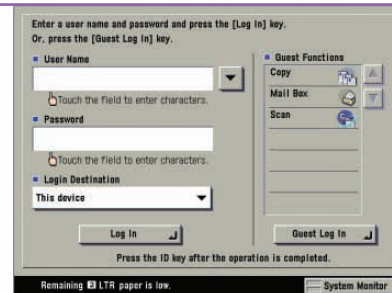 Enter a user name and password and press the [Log In] key.
Or, press the [Guest Log In] key.
User Name
Touch the field to enter characters.
Password
Touch the field to enter characters.
Login Destination
This device
Log In
Guest Functions
Copy
Mail Box
Scan
Guest Log In
Press the ID key after the operation is completed.
Remaining 2 LTR paper is low.
System Monitor